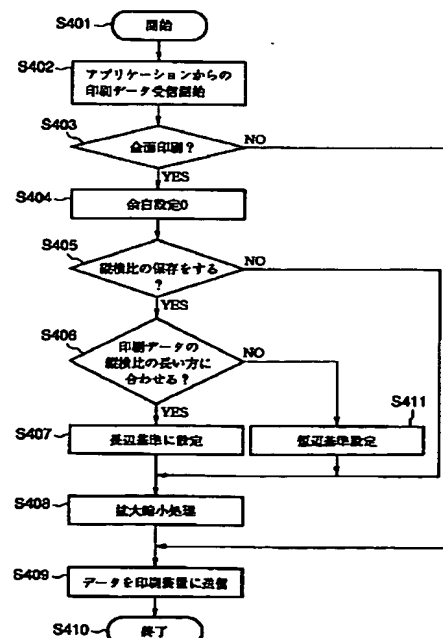 S401
開始
S402
アプリケーションからの
印刷データ受信開始
S403
全面印刷?
NO
YES
S404
余白設定0
S405
縦横比の保存をする
?
NO
YES
S406
印刷データの
縦横比の長い方に
合わせる?
NO
YES
S407
長辺基準に設定
S411
短辺基準設定
S408
拡大縮小処理
S409
データを印刷装置に送信
S410
終了